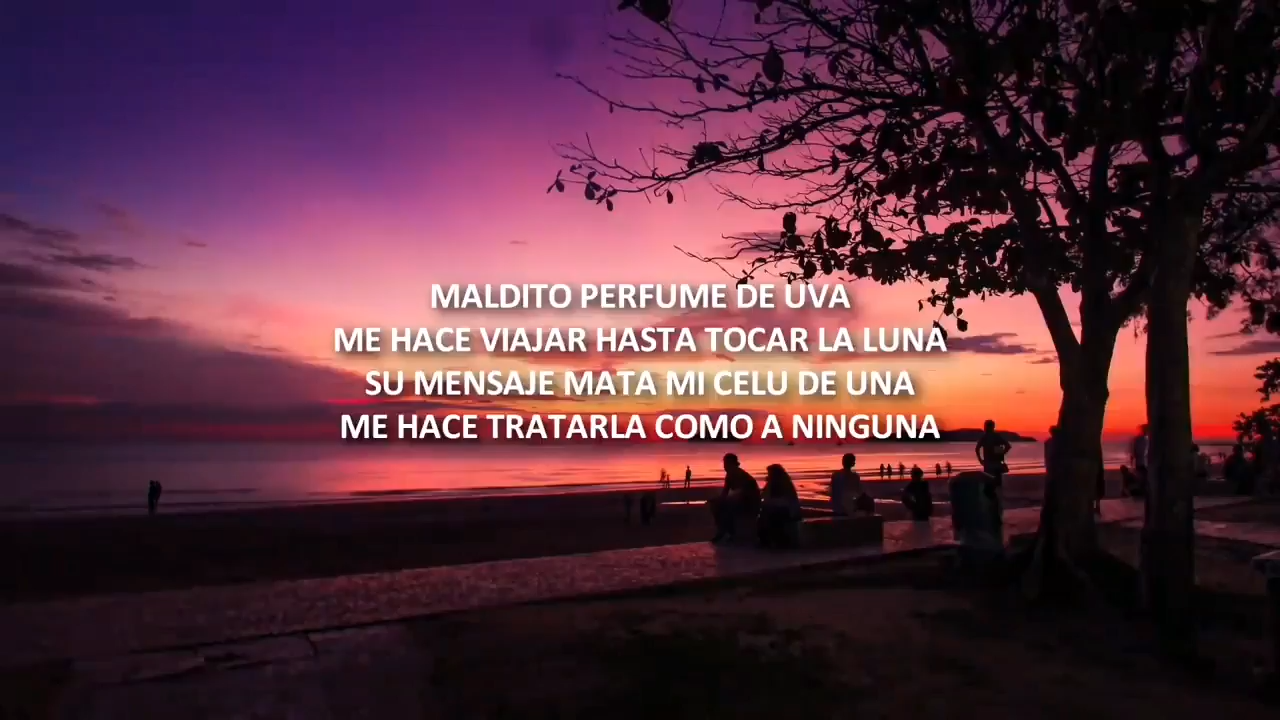 MALDITO PERFUME DE UVA
ME HACE VIAJAR HASTA TOCAR LA LUNA
SU MENSAJE MATA MI CELU DE UNA
ME HACE TRATARLA COMO A NINGUNA